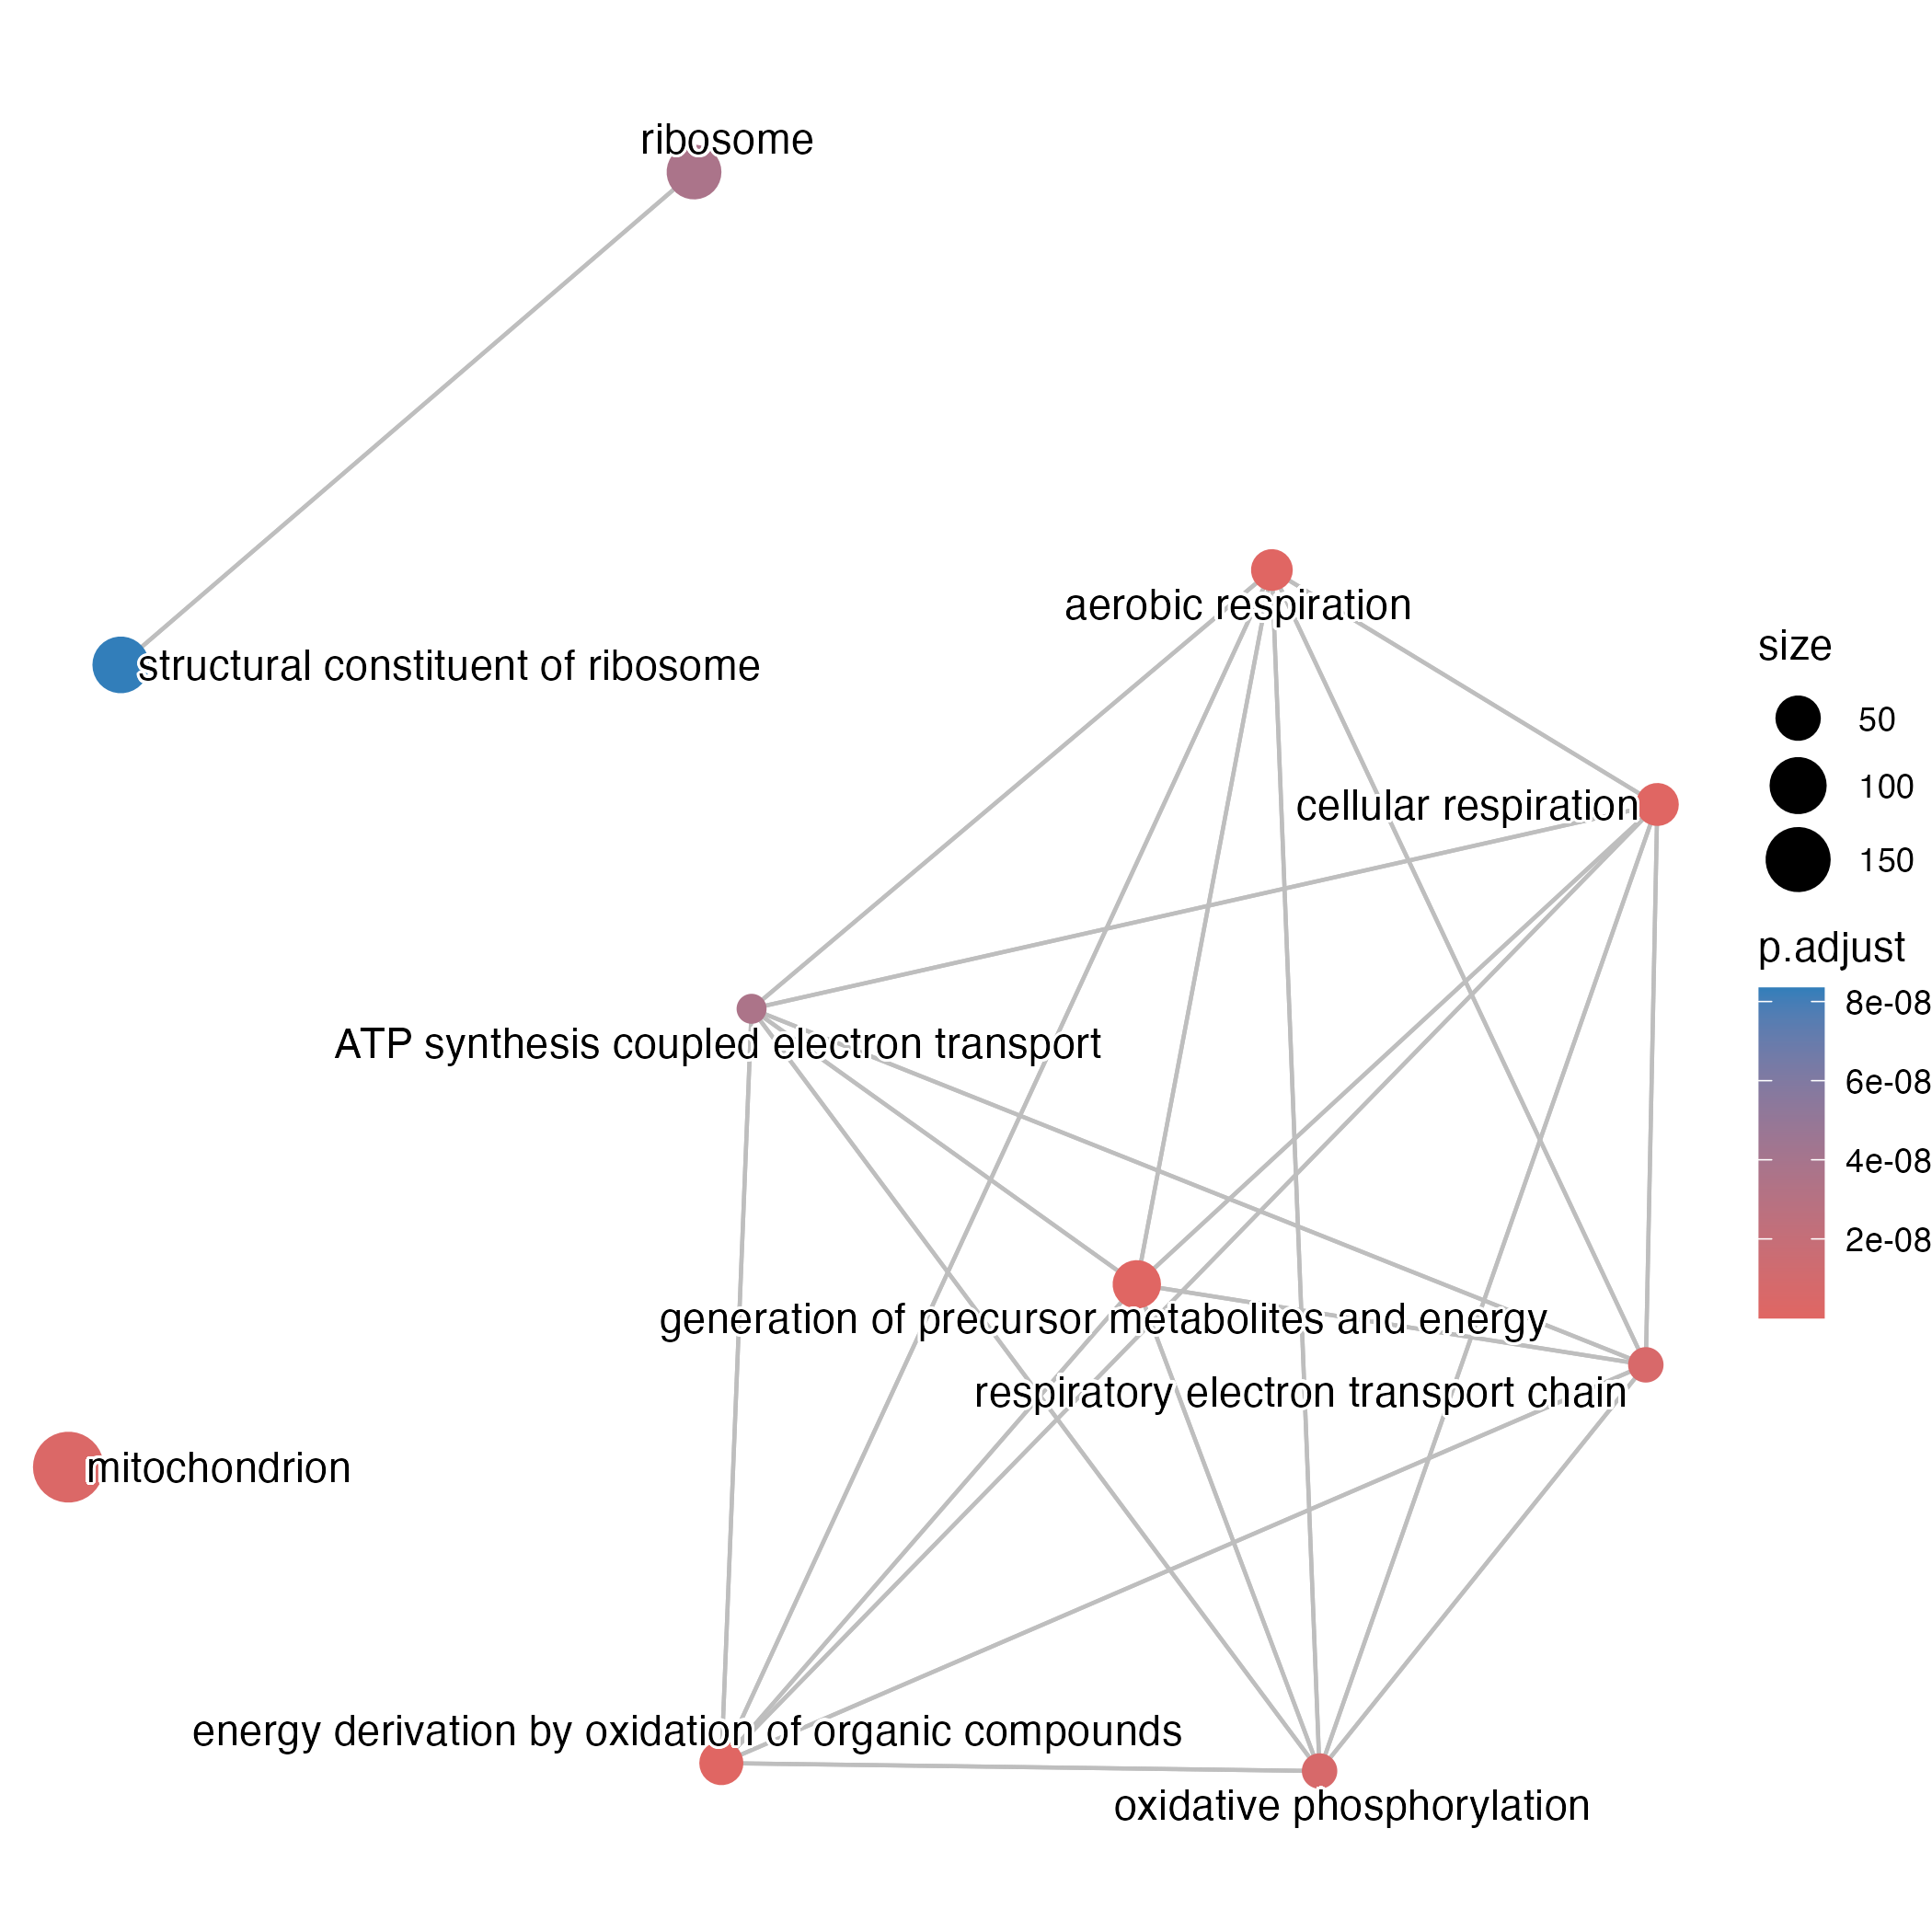 ribosome
structural constituent of ribosome
aerobic respiration
cellular respiration
ATP synthesis coupled electron transport
generation of precursor metabolites and energy
respiratory electron transport chain
mitochondrion
energy derivation by oxidation of organic compounds
oxidative phosphorylation
size
50
100
150
p.adjust
8e-08
6e-08
4e-08
2e-08